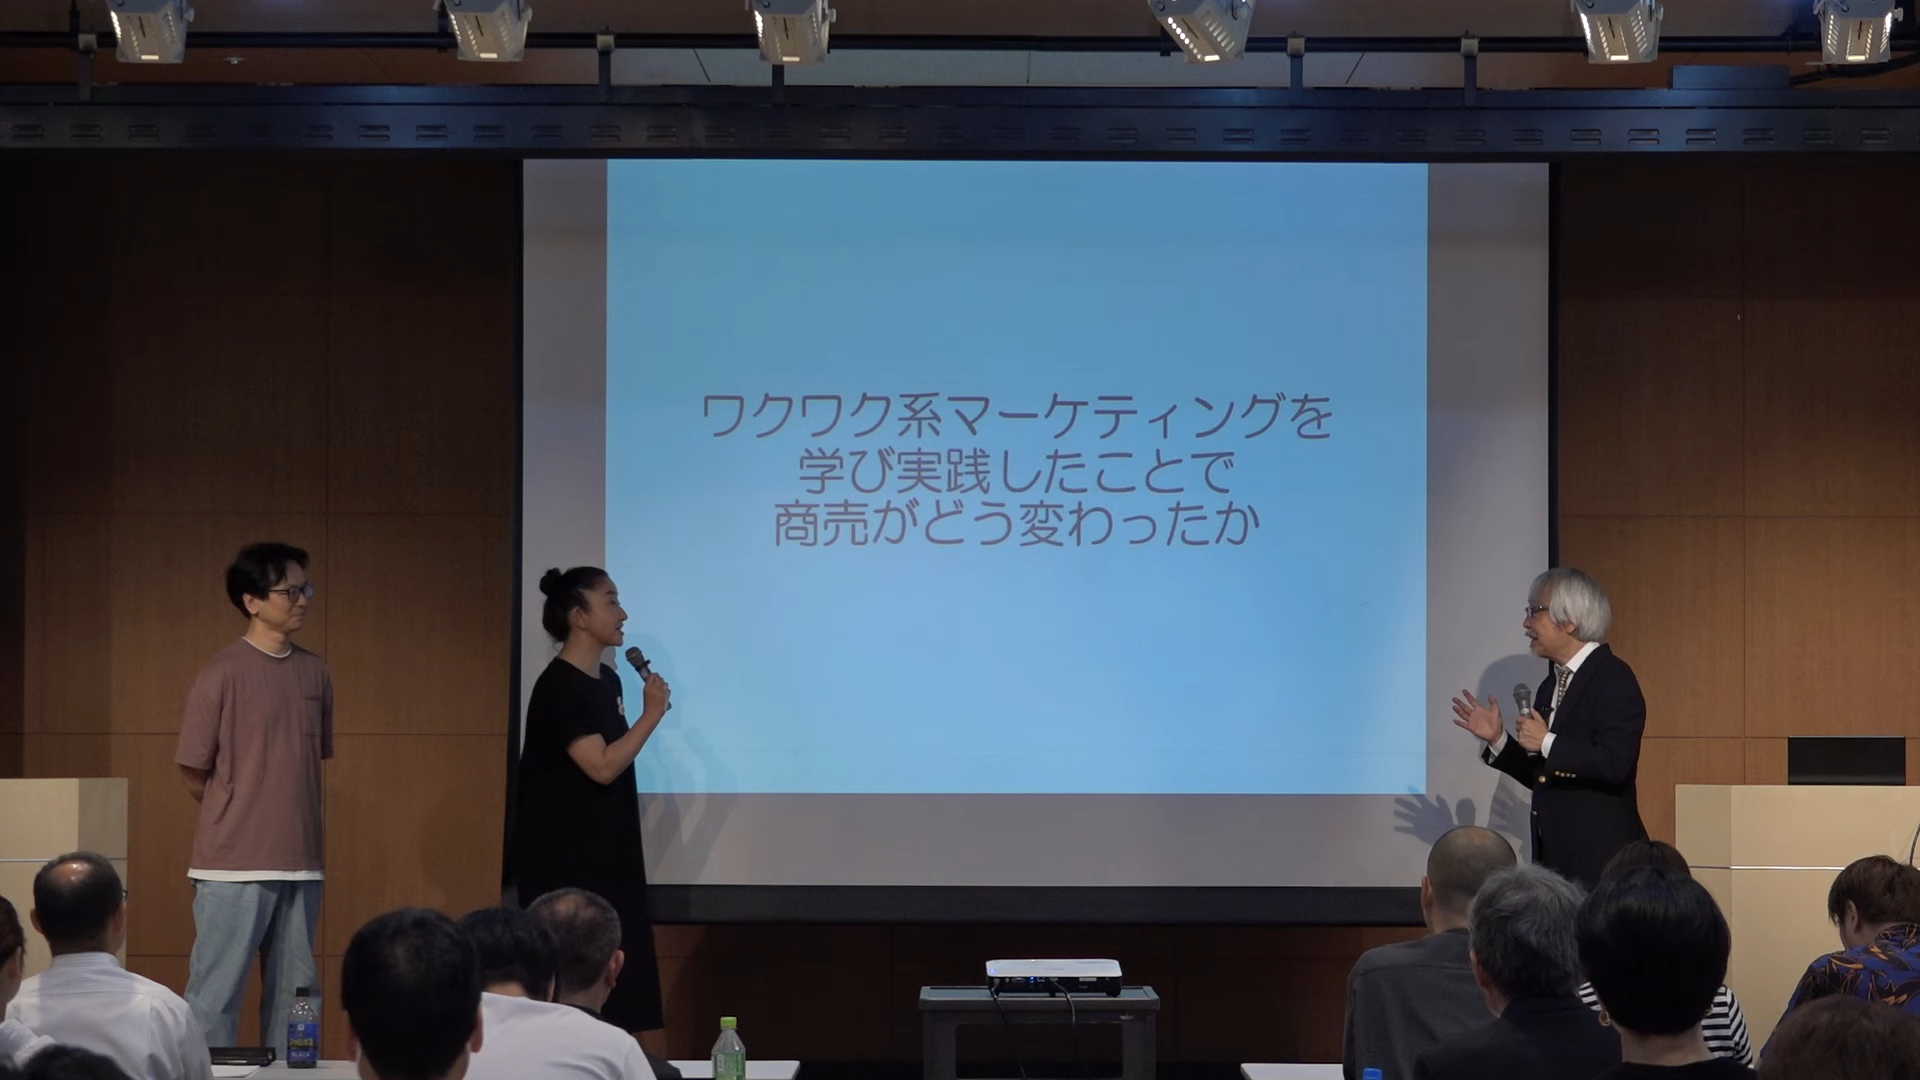 ワクワク系マーケティングを
学び実践したことで
商売がどう変わったか
BLACK